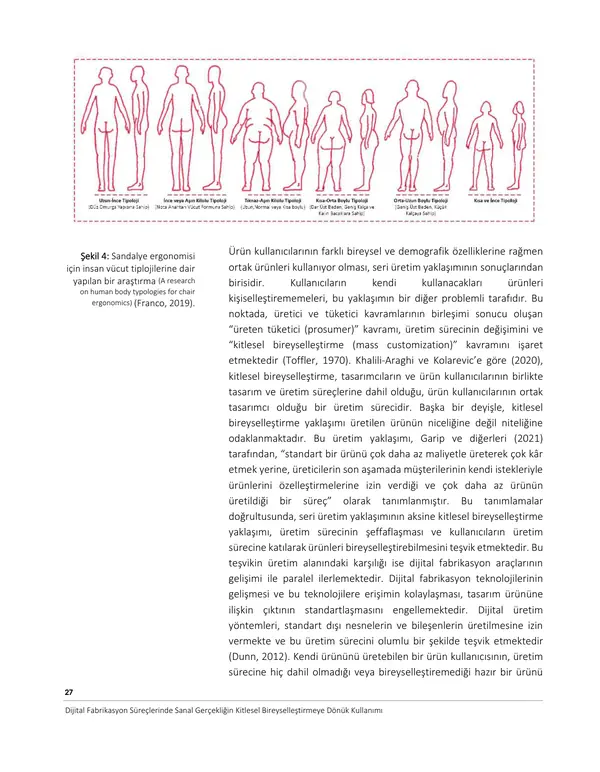 Uzun-İnce Tipoloji
(Düz Omurga Yapısına Sahip)
İnce veya Aşırı Kilolu Tipoloji
(Hata Anahtarı Vücut Formuna Sahip)
Tıknaz-Aşırı Kilolu Tipoloji
(Uzun, Normal veya Kısa Boylu)
Kısa-Orta Boylu Tipoloji
(Dar Üst Beden, Geniş Kalça ve
Kalın Bacaklara Sahip)
Orta-Uzun Boylu Tipoloji
(Geniş Üst Beden, Küçük
Kalçaya Sahip)
Kısa ve İnce Tipoloji
Şekil 4: Sandalye ergonomisi
için insan vücut tiplojilerine dair
yapılan bir araştırma (A research
on human body typologies for chair
ergonomics) (Franco, 2019).
Ürün kullanıcılarının farklı bireysel ve demografik özelliklerine rağmen
ortak ürünleri kullanıyor olması, seri üretim yaklaşımının sonuçlarından
birisidir. Kullanıcıların kendi kullanacakları ürünleri
kişiselleştirememeleri, bu yaklaşımın bir diğer problemli tarafıdır. Bu
noktada, üretici ve tüketici kavramlarının birleşimi sonucu oluşan
“üreten tüketici (prosumer)” kavramı, üretim sürecinin değişimini ve
“kitlesel bireyselleştirme (mass customization)” kavramını işaret
etmektedir (Toffler, 1970). Khalili-Araghi ve Kolarevic’e göre (2020),
kitlesel bireyselleştirme, tasarımcıların ve ürün kullanıcılarının birlikte
tasarım ve üretim süreçlerine dahil olduğu, ürün kullanıcılarının ortak
tasarımcı olduğu bir üretim sürecidir. Başka bir deyişle, kitlesel
bireyselleştirme yaklaşımı üretilen ürünün niceliğine değil niteliğine
odaklanmaktadır. Bu üretim yaklaşımı, Garip ve diğerleri (2021)
tarafından, “standart bir ürünü çok daha az maliyetle üreterek çok kâr
etmek yerine, üreticilerin son aşamada müşterilerinin kendi istekleriyle
ürünlerini özelleştirmelerine izin verdiği ve çok daha az ürünün
üretildiği bir süreç” olarak tanımlanmıştır. Bu tanımlamalar
doğrultusunda, seri üretim yaklaşımının aksine kitlesel bireyselleştirme
yaklaşımı, üretim sürecinin şeffaflaşması ve kullanıcıların üretim
sürecine katılarak ürünleri bireyselleştirebilmesini teşvik etmektedir. Bu
teşvikin üretim alanındaki karşılığı ise dijital fabrikasyon araçlarının
gelişimi ile paralel ilerlemektedir. Dijital fabrikasyon teknolojilerinin
gelişmesi ve bu teknolojilere erişimin kolaylaşması, tasarım ürününe
ilişkin çıktının standartlaşmasını engellemektedir. Dijital üretim
yöntemleri, standart dışı nesnelerin ve bileşenlerin üretilmesine izin
vermekte ve bu üretim sürecini olumlu bir şekilde teşvik etmektedir
(Dunn, 2012). Kendi ürününü üretebilen bir ürün kullanıcısının, üretim
sürecine hiç dahil olmadığı veya bireyselleştiremediği hazır bir ürünü
27
Dijital Fabrikasyon Süreçlerinde Sanal Gerçekliğin Kitlesel Bireyselleştirmeye Dönük Kullanımı